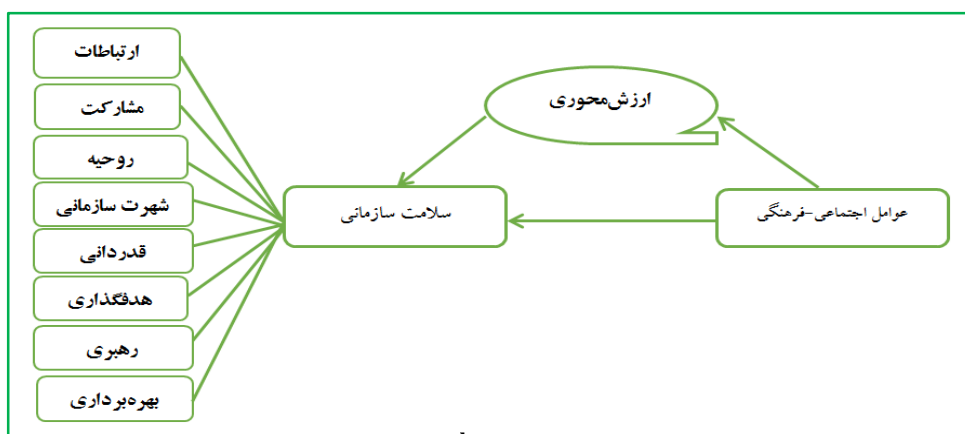 ارتباطات
مشارکت
روحیه
شهرت سازمانی
قدردانی
هدفگذاری
رهبری
بهره‌برداری
ارزش‌محوری
سلامت سازمانی
عوامل اجتماعی-فرهنگی